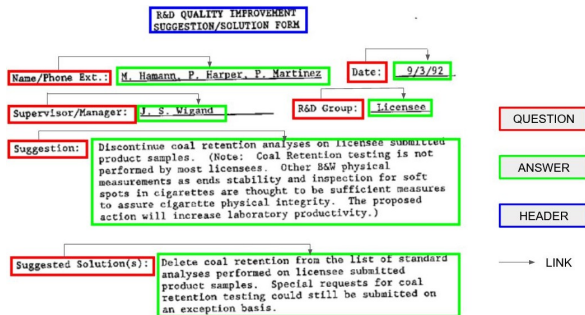 R&D QUALITY IMPROVEMENT
SUGGESTION/SOLUTION FORM
Name/Phone Ext.: M. Hamann, P. Harper, P. Martinez Date: 9/3/92
Supervisor/Manager: J. S. Wigand R&D Group: Licensee
Suggestion: Discontinue coal retention analyses on licensee submitted
product samples. (Note: Coal Retention testing is not
performed by most licensees. Other B&W physical
measurements as ends stability and inspection for soft
spots in cigarettes are thought to be sufficient measures
to assure cigarette physical integrity. The proposed
action will increase laboratory productivity.)
Suggested Solution(s): Delete coal retention from the list of standard
analyses performed on licensee submitted
product samples. Special requests for coal
retention testing could still be submitted on
an exception basis.
QUESTION
ANSWER
HEADER
LINK